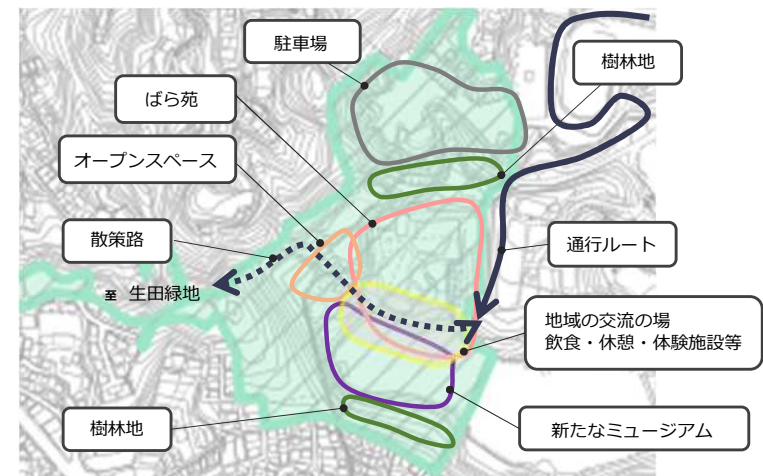 駐車場
樹林地
ばら苑
オープンスペース
散策路
通行ルート
至 生田緑地
地域の交流の場
飲食・休憩・体験施設等
樹林地
新たなミュージアム